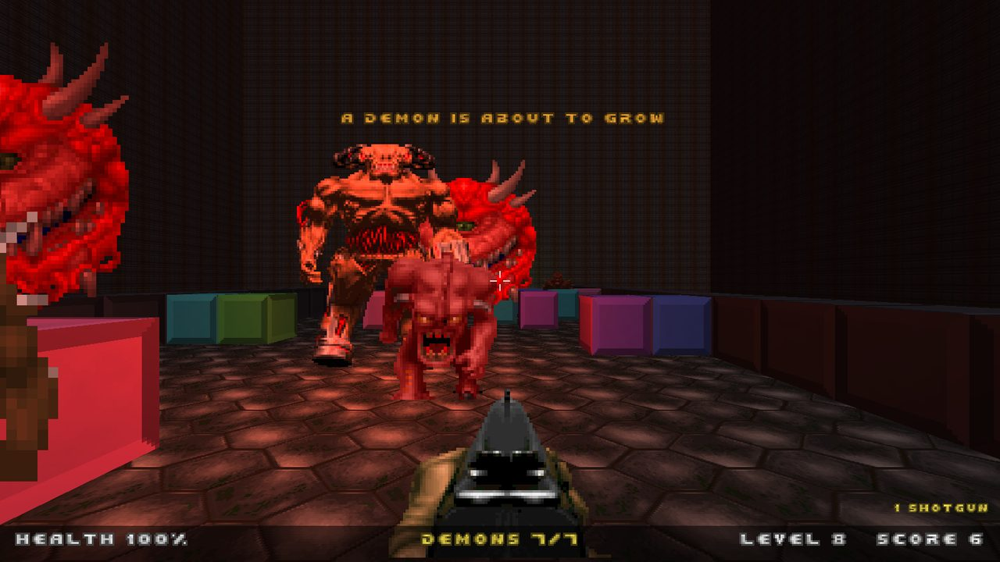 A DEMON IS ABOUT TO GROW
1 SHOTGUN
HEALTH 100% DEMONS 7/7 LEVEL 8 SCORE 6